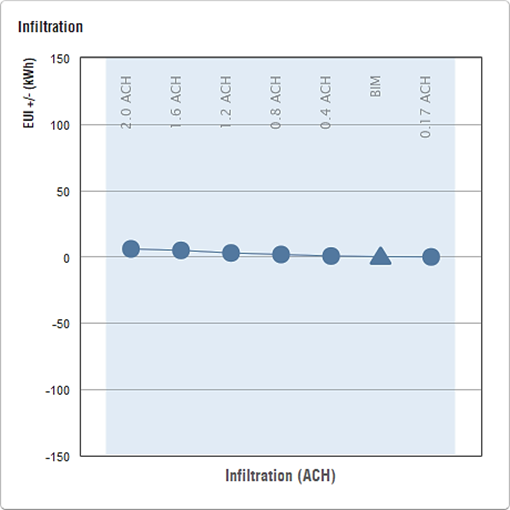 Infiltration
EUI +/- (kWh)
150
100
50
0
-50
-100
-150
2.0 ACH
1.6 ACH
1.2 ACH
0.8 ACH
0.4 ACH
BIM
0.17 ACH
Infiltration (ACH)